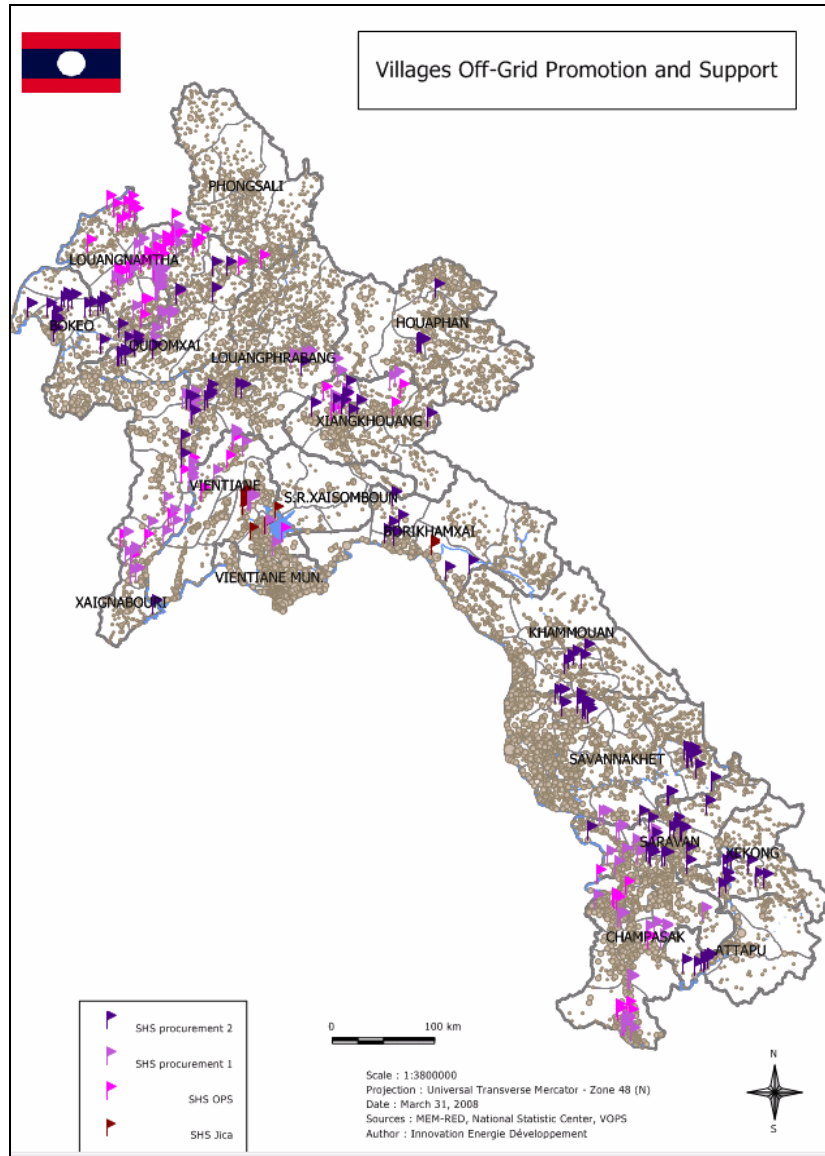 Villages Off-Grid Promotion and Support
PHONGSALI
LOUANGNAMTHA
BOKEO
HOUAPHAN
OUDOMXAI
LOUANGPHRABANG
XIANGKHOUANG
VIENTIANE
S.R.XAISOMBOUN
BORIKHAMXAI
VIENTIANE MUN.
XAIGNABOURI
KHAMMOUAN
SAVANNAKHET
SARAVAN
XEKONG
CHAMPASAK
ATTAPU
SHS procurement 2
SHS procurement 1
SHS OPS
SHS Jica
0 100 km
Scale : 1:3800000
Projection : Universal Transverse Mercator - Zone 48 (N)
Date : March 31, 2008
Sources : MEM-RED, National Statistic Center, VOPS
Author : Innovation Energie Développement
N
S